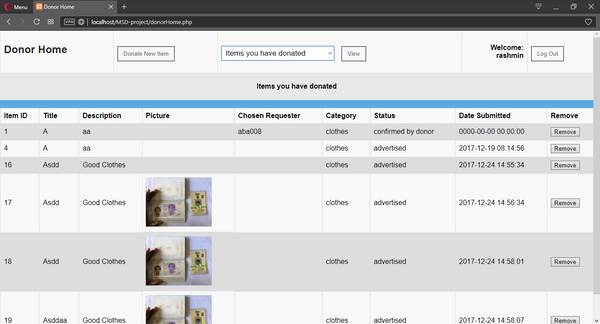 Menu Donor Home
VPN localhost/MSD-project/donorHome.php
Donor Home Donate New Item Items you have donated View Welcome: rashmin Log Out
Items you have donated
Item ID Title Description Picture Chosen Requester Category Status Date Submitted Remove
1 A aa aba008 clothes confirmed by donor 0000-00-00 00:00:00 Remove
4 A aa clothes advertised 2017-12-19 08:14:56 Remove
16 Asdd Good Clothes clothes advertised 2017-12-24 14:55:34 Remove
17 Asdd Good Clothes clothes advertised 2017-12-24 14:56:34 Remove
18 Asdd Good Clothes clothes advertised 2017-12-24 14:58:01 Remove
19 Asddaa Good Clothes clothes advertised 2017-12-24 14:58:07 Remove